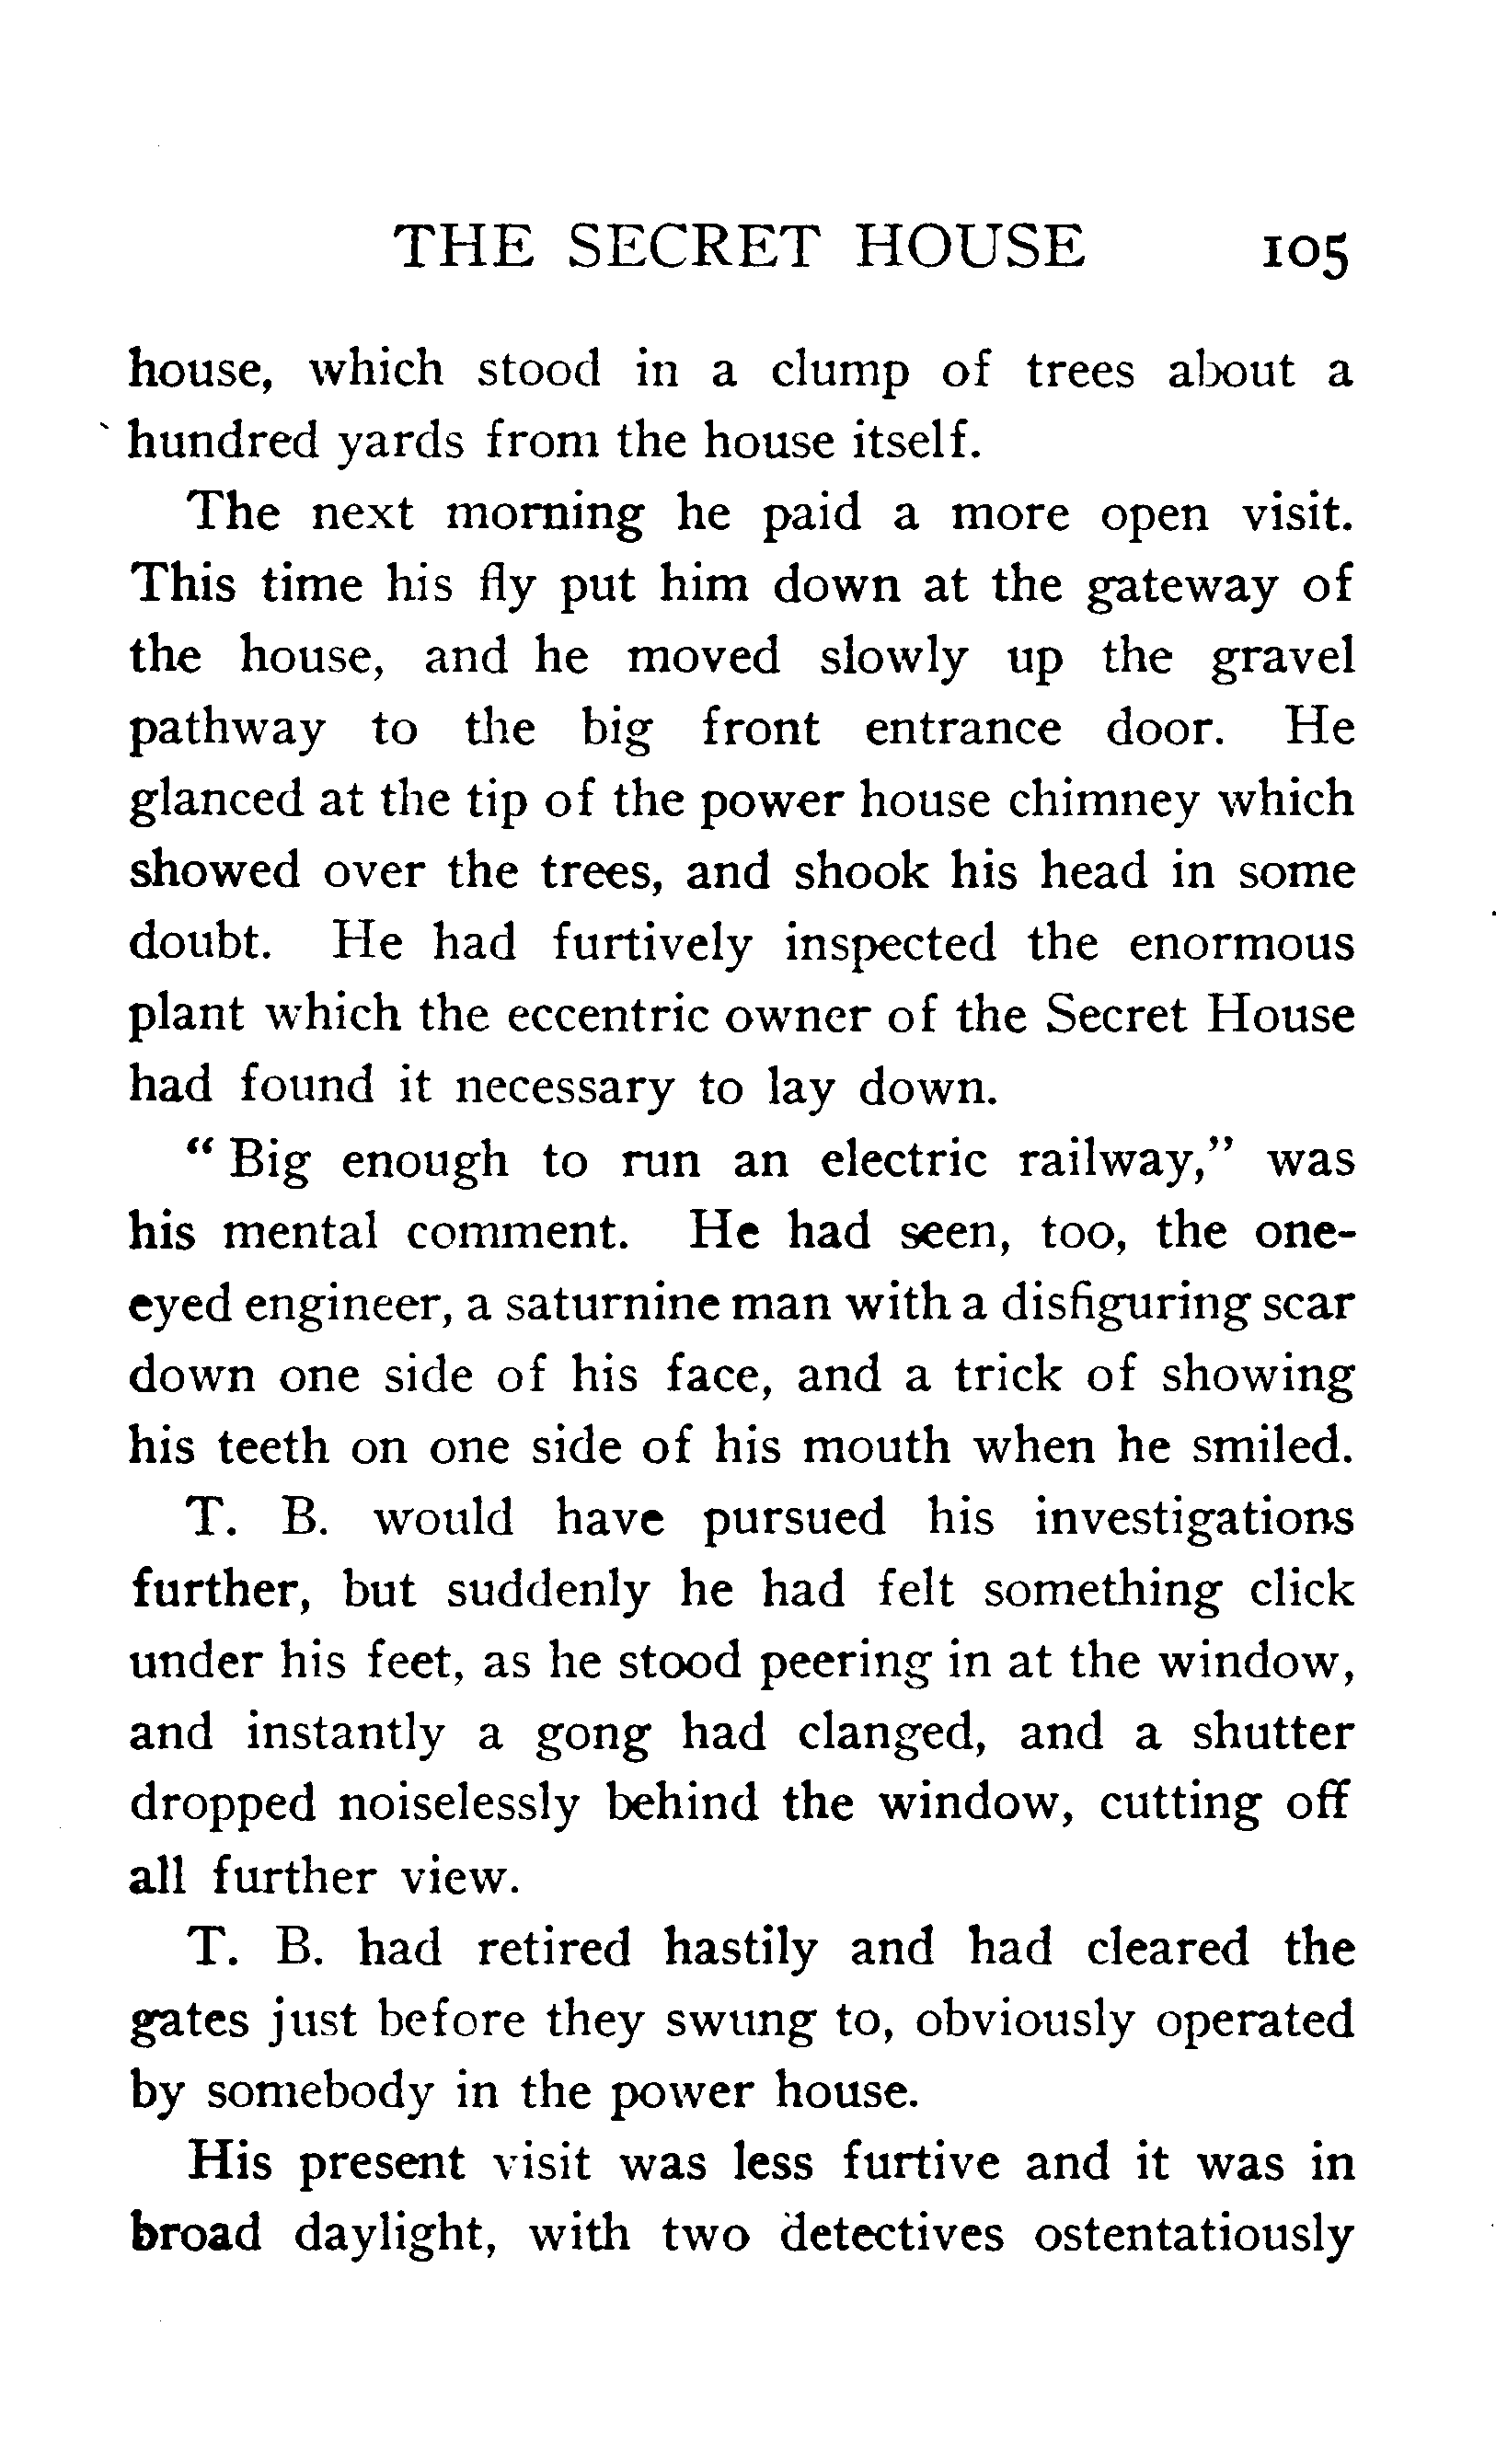 THE SECRET HOUSE 105
house, which stood in a clump of trees about a
hundred yards from the house itself.
The next morning he paid a more open visit.
This time his fly put him down at the gateway of
the house, and he moved slowly up the gravel
pathway to the big front entrance door. He
glanced at the tip of the power house chimney which
showed over the trees, and shook his head in some
doubt. He had furtively inspected the enormous
plant which the eccentric owner of the Secret House
had found it necessary to lay down.
“ Big enough to run an electric railway,” was
his mental comment. He had seen, too, the one-
eyed engineer, a saturnine man with a disfiguring scar
down one side of his face, and a trick of showing
his teeth on one side of his mouth when he smiled.
T. B. would have pursued his investigations
further, but suddenly he had felt something click
under his feet, as he stood peering in at the window,
and instantly a gong had clanged, and a shutter
dropped noiselessly behind the window, cutting off
all further view.
T. B. had retired hastily and had cleared the
gates just before they swung to, obviously operated
by somebody in the power house.
His present visit was less furtive and it was in
broad daylight, with two detectives ostentatiously